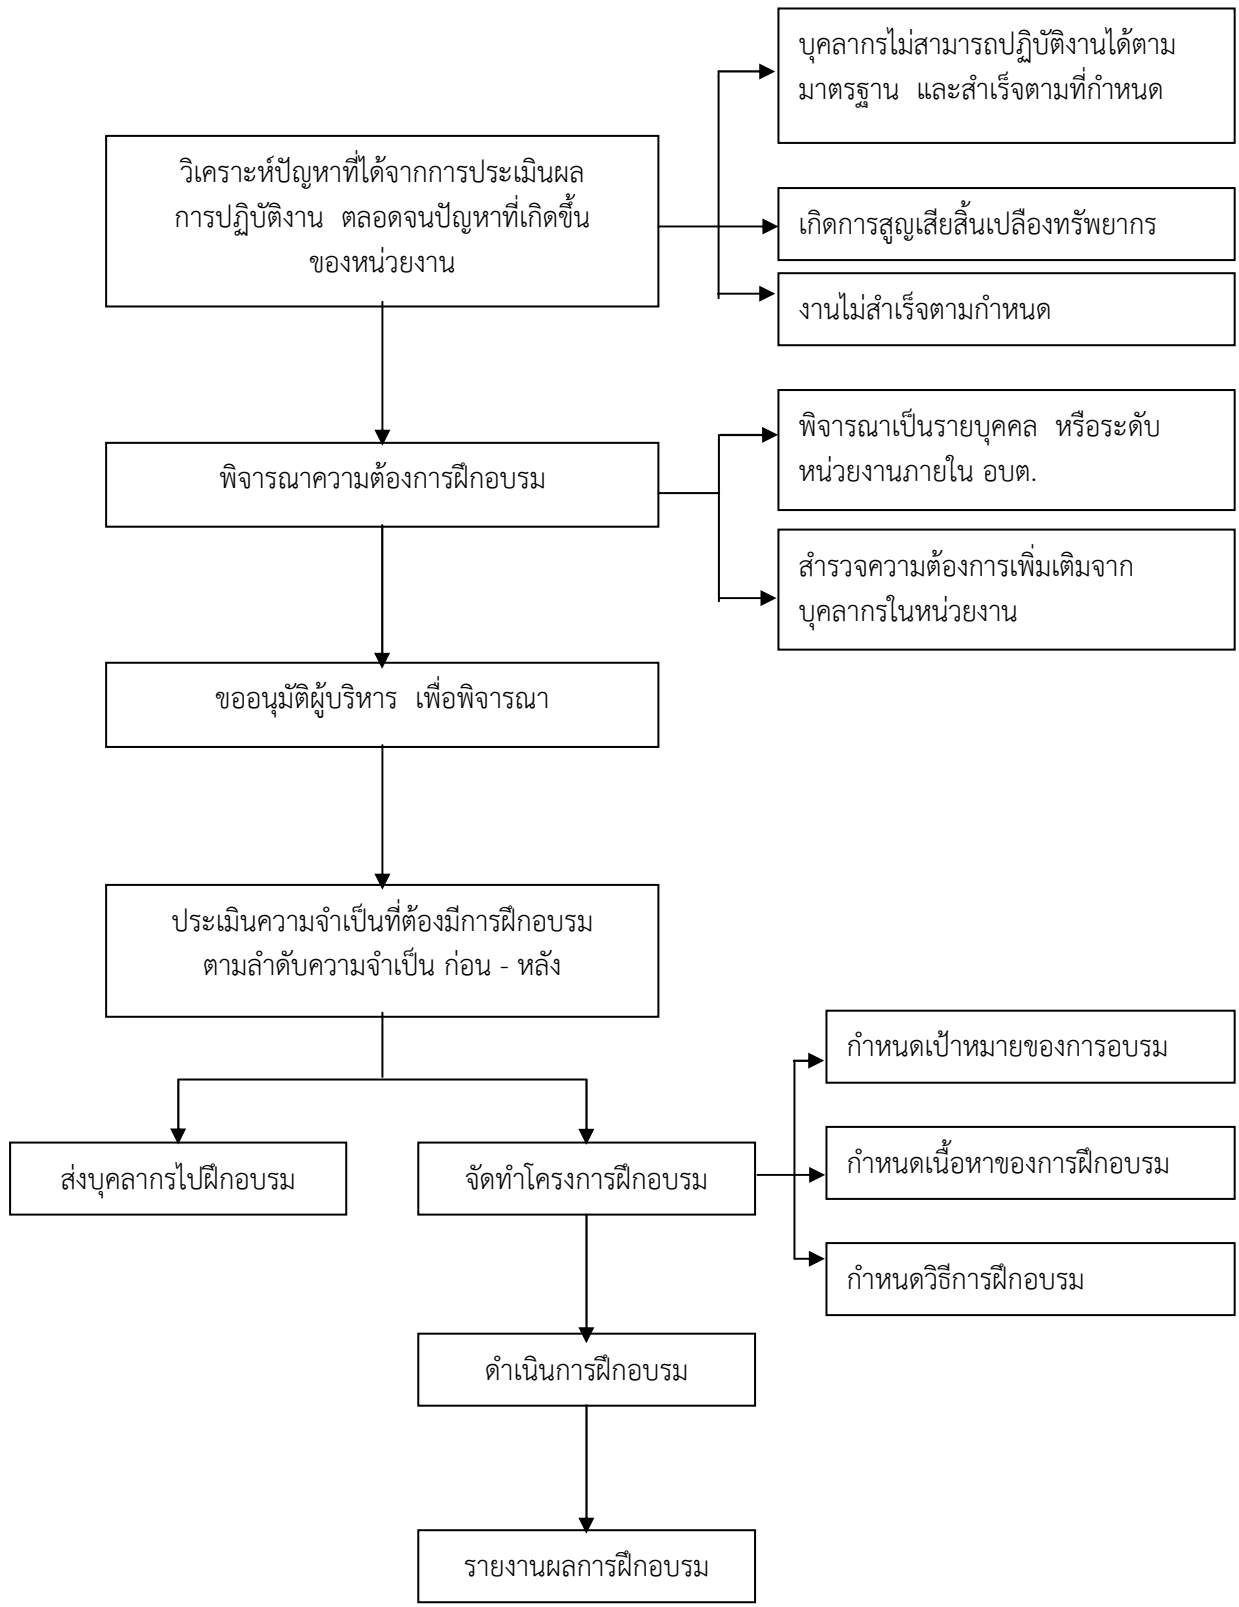 บุคลากรไม่สามารถปฏิบัติงานได้ตาม
มาตรฐาน และสำเร็จตามที่กำหนด
วิเคราะห์ปัญหาที่ได้จากการประเมินผล
การปฏิบัติงาน ตลอดจนปัญหาที่เกิดขึ้น
ของหน่วยงาน
เกิดการสูญเสียสิ้นเปลืองทรัพยากร
งานไม่สำเร็จตามกำหนด
พิจารณาความต้องการฝึกอบรม
พิจารณาเป็นรายบุคคล หรือระดับ
หน่วยงานภายใน อบต.
สำรวจความต้องการเพิ่มเติมจาก
บุคลากรในหน่วยงาน
ขออนุมัติผู้บริหาร เพื่อพิจารณา
ประเมินความจำเป็นที่ต้องมีการฝึกอบรม
ตามลำดับความจำเป็น ก่อน - หลัง
ส่งบุคลากรไปฝึกอบรม
จัดทำโครงการฝึกอบรม
กำหนดเป้าหมายของการอบรม
กำหนดเนื้อหาของการฝึกอบรม
กำหนดวิธีการฝึกอบรม
ดำเนินการฝึกอบรม
รายงานผลการฝึกอบรม